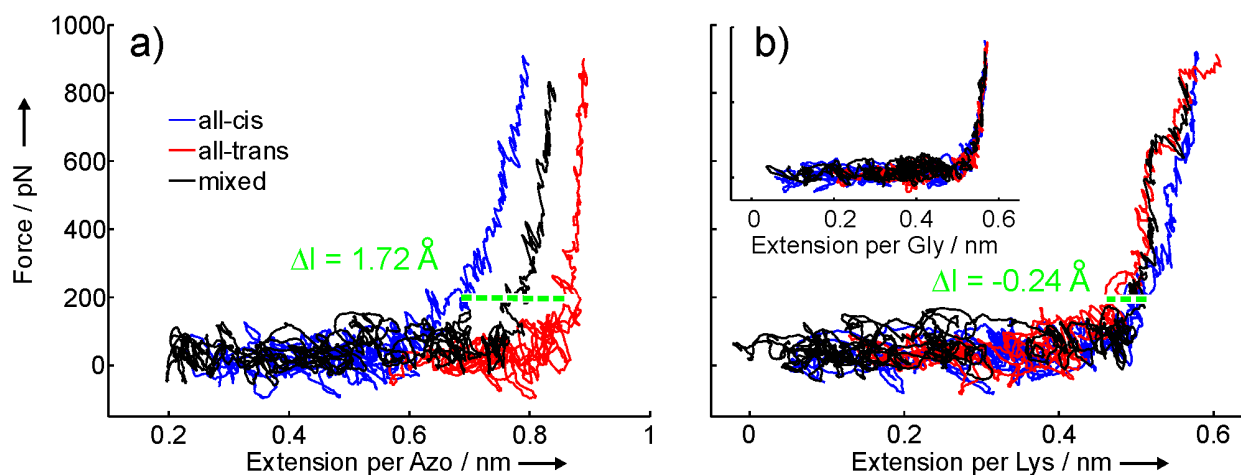 a)
1000
800
600
400
200
0
Force / pN
all-cis
all-trans
mixed
Δl = 1.72 Å
0.2 0.4 0.6 0.8 1
Extension per Azo / nm
b)
0 0.2 0.4 0.6
Extension per Gly / nm
Δl = -0.24 Å
0 0.2 0.4 0.6
Extension per Lys / nm